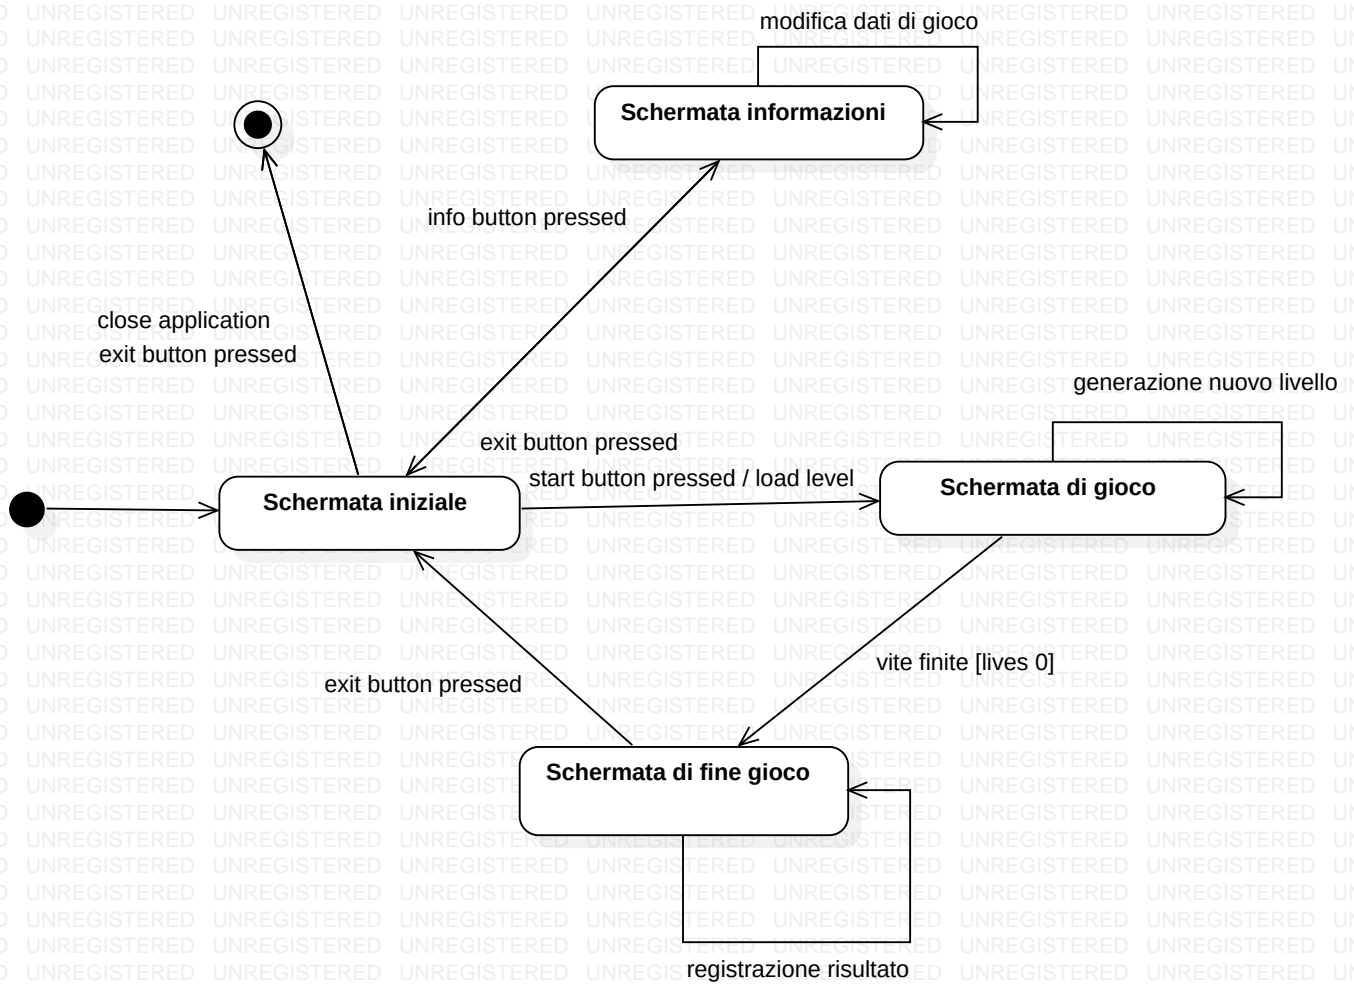 modifica dati di gioco
Schermata informazioni
info button pressed
close application
exit button pressed
generazione nuovo livello
exit button pressed
start button pressed / load level
Schermata di gioco
Schermata iniziale
vite finite [lives 0]
exit button pressed
Schermata di fine gioco
registrazione risultato
UNREGISTERED